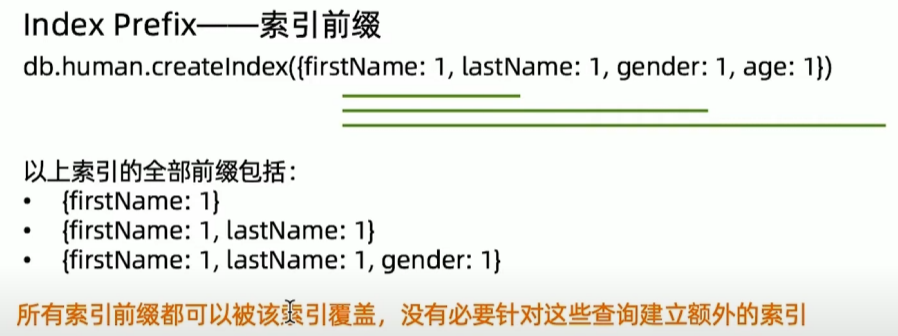 Index Prefix——索引前缀
db.human.createIndex({firstName: 1, lastName: 1, gender: 1, age: 1})
以上索引的全部前缀包括：
• {firstName: 1}
• {firstName: 1, lastName: 1}
• {firstName: 1, lastName: 1, gender: 1}
所有索引前缀都可以被该索引覆盖，没有必要针对这些查询建立额外的索引